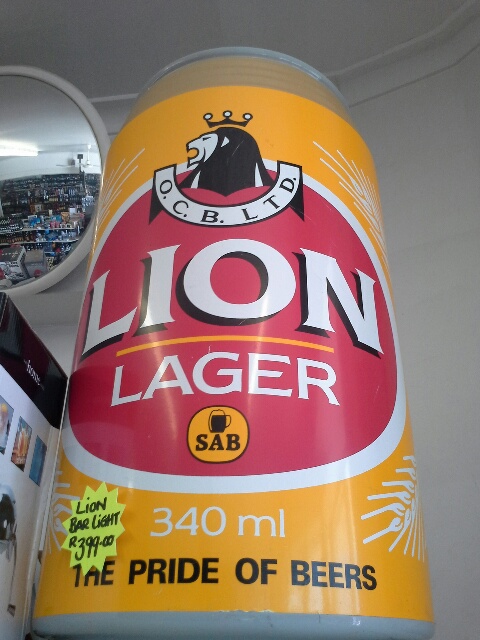 O.C.B. LTD.
LION
LAGER
SAB
340 ml
THE PRIDE OF BEERS
LiON
BAR LiGHT
R399-00